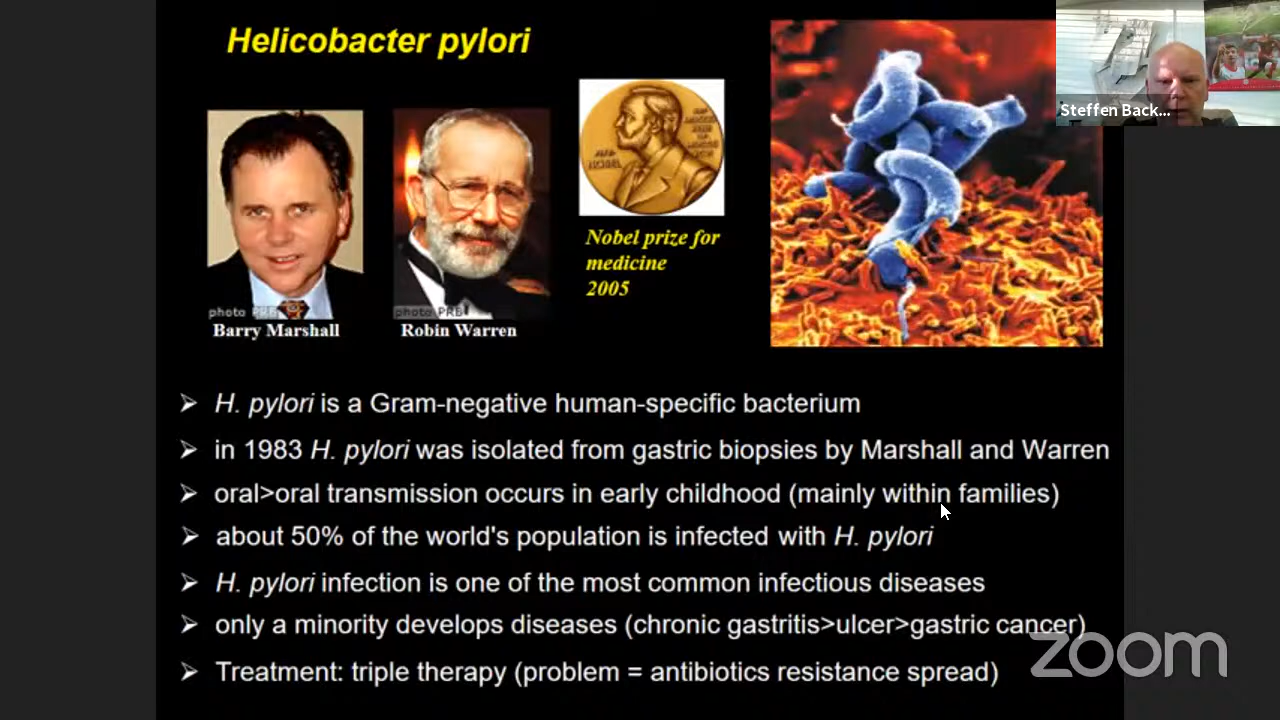 Helicobacter pylori
Steffen Back...
photo PRB
Barry Marshall
photo PRB
Robin Warren
Nobel prize for
medicine
2005
➢ H. pylori is a Gram-negative human-specific bacterium
➢ in 1983 H. pylori was isolated from gastric biopsies by Marshall and Warren
➢ oral>oral transmission occurs in early childhood (mainly within families)
➢ about 50% of the world's population is infected with H. pylori
➢ H. pylori infection is one of the most common infectious diseases
➢ only a minority develops diseases (chronic gastritis>ulcer>gastric cancer)
➢ Treatment: triple therapy (problem = antibiotics resistance spread)
zoom